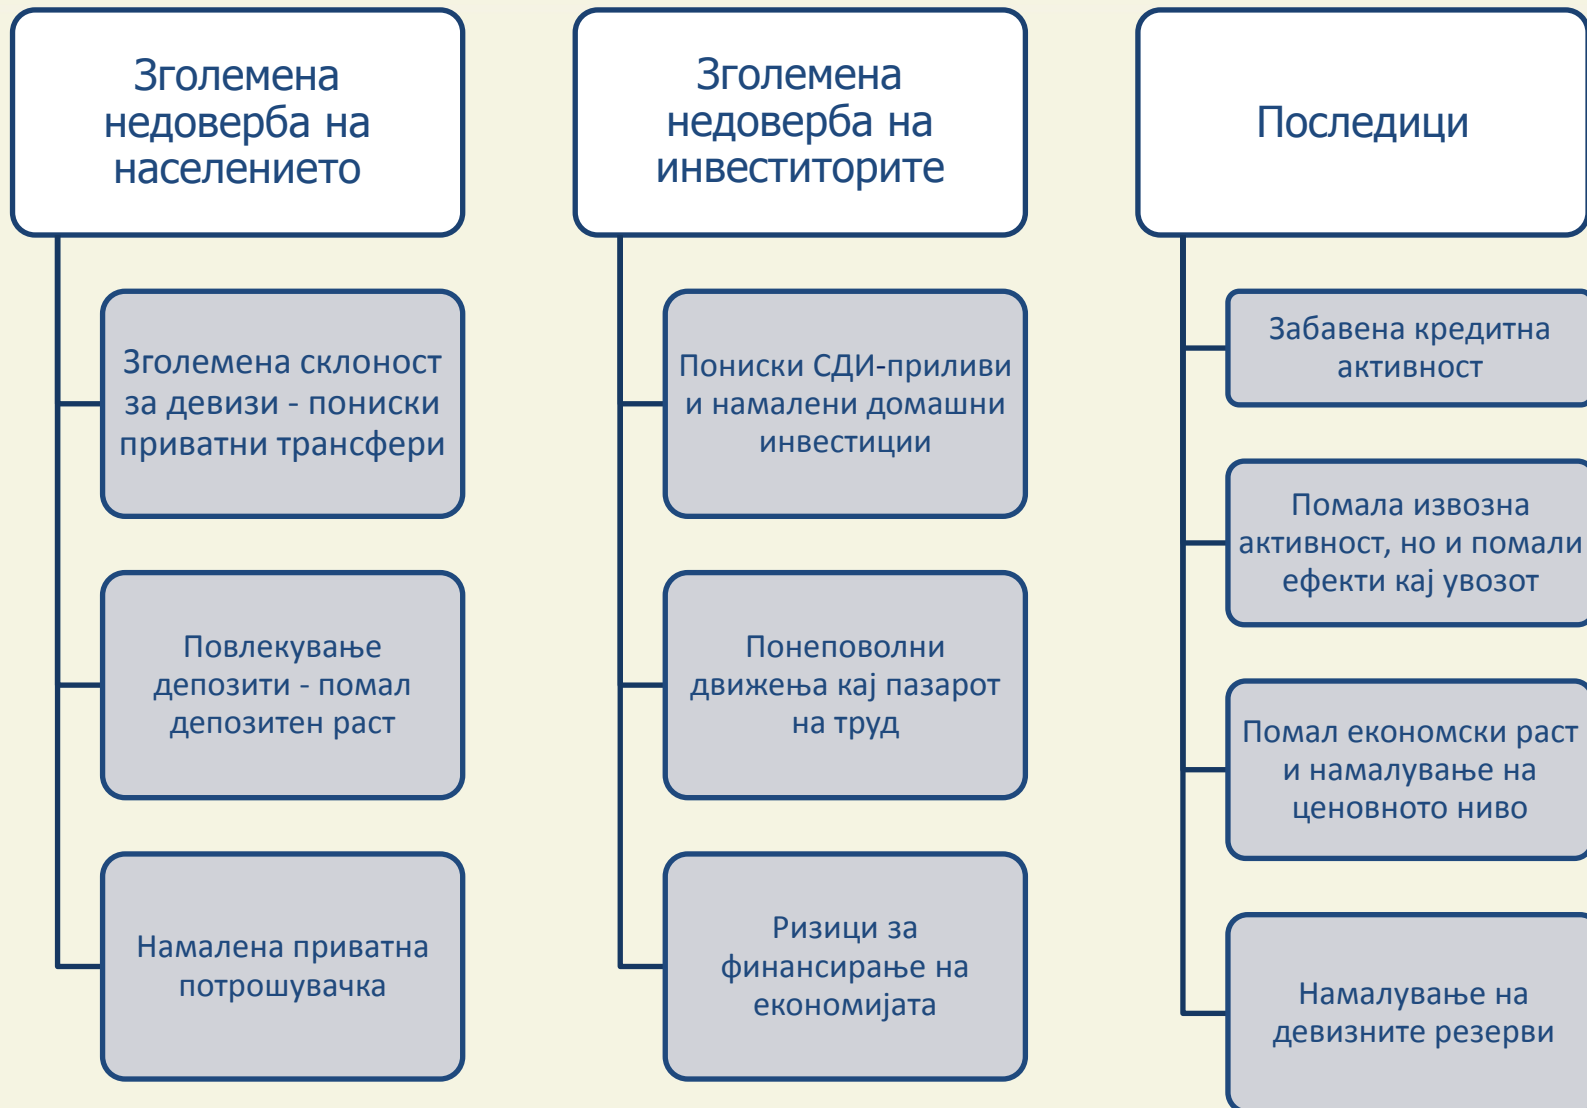 Зголемена
недоверба на
населението
Зголемена склоност
за девизи - пониски
приватни трансфери
Повлекување
депозити - помал
депозитен раст
Намалена приватна
потрошувачка
Зголемена
недоверба на
инвеститорите
Пониски СДИ-приливи
и намалени домашни
инвестиции
Понеповолни
движења кај пазарот
на труд
Ризици за
финансирање на
економијата
Последици
Забавена кредитна
активност
Помала извозна
активност, но и помали
ефекти кај увозот
Помал економски раст
и намалување на
ценовното ниво
Намалување на
девизните резерви